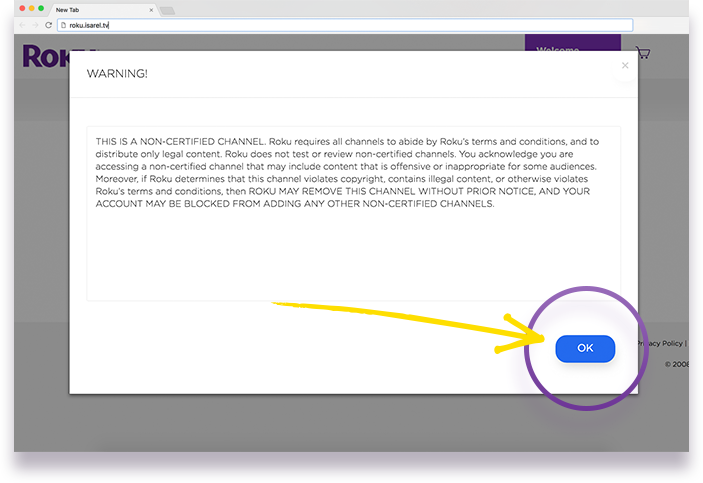 New Tab
roku.isarel.tv
Roku
Welcome
WARNING!
THIS IS A NON-CERTIFIED CHANNEL. Roku requires all channels to abide by Roku's terms and conditions, and to
distribute only legal content. Roku does not test or review non-certified channels. You acknowledge you are
accessing a non-certified channel that may include content that is offensive or inappropriate for some audiences.
Moreover, if Roku determines that this channel violates copyright, contains illegal content, or otherwise violates
Roku's terms and conditions, then ROKU MAY REMOVE THIS CHANNEL WITHOUT PRIOR NOTICE, AND YOUR
ACCOUNT MAY BE BLOCKED FROM ADDING ANY OTHER NON-CERTIFIED CHANNELS.
OK
Privacy Policy |
© 2008